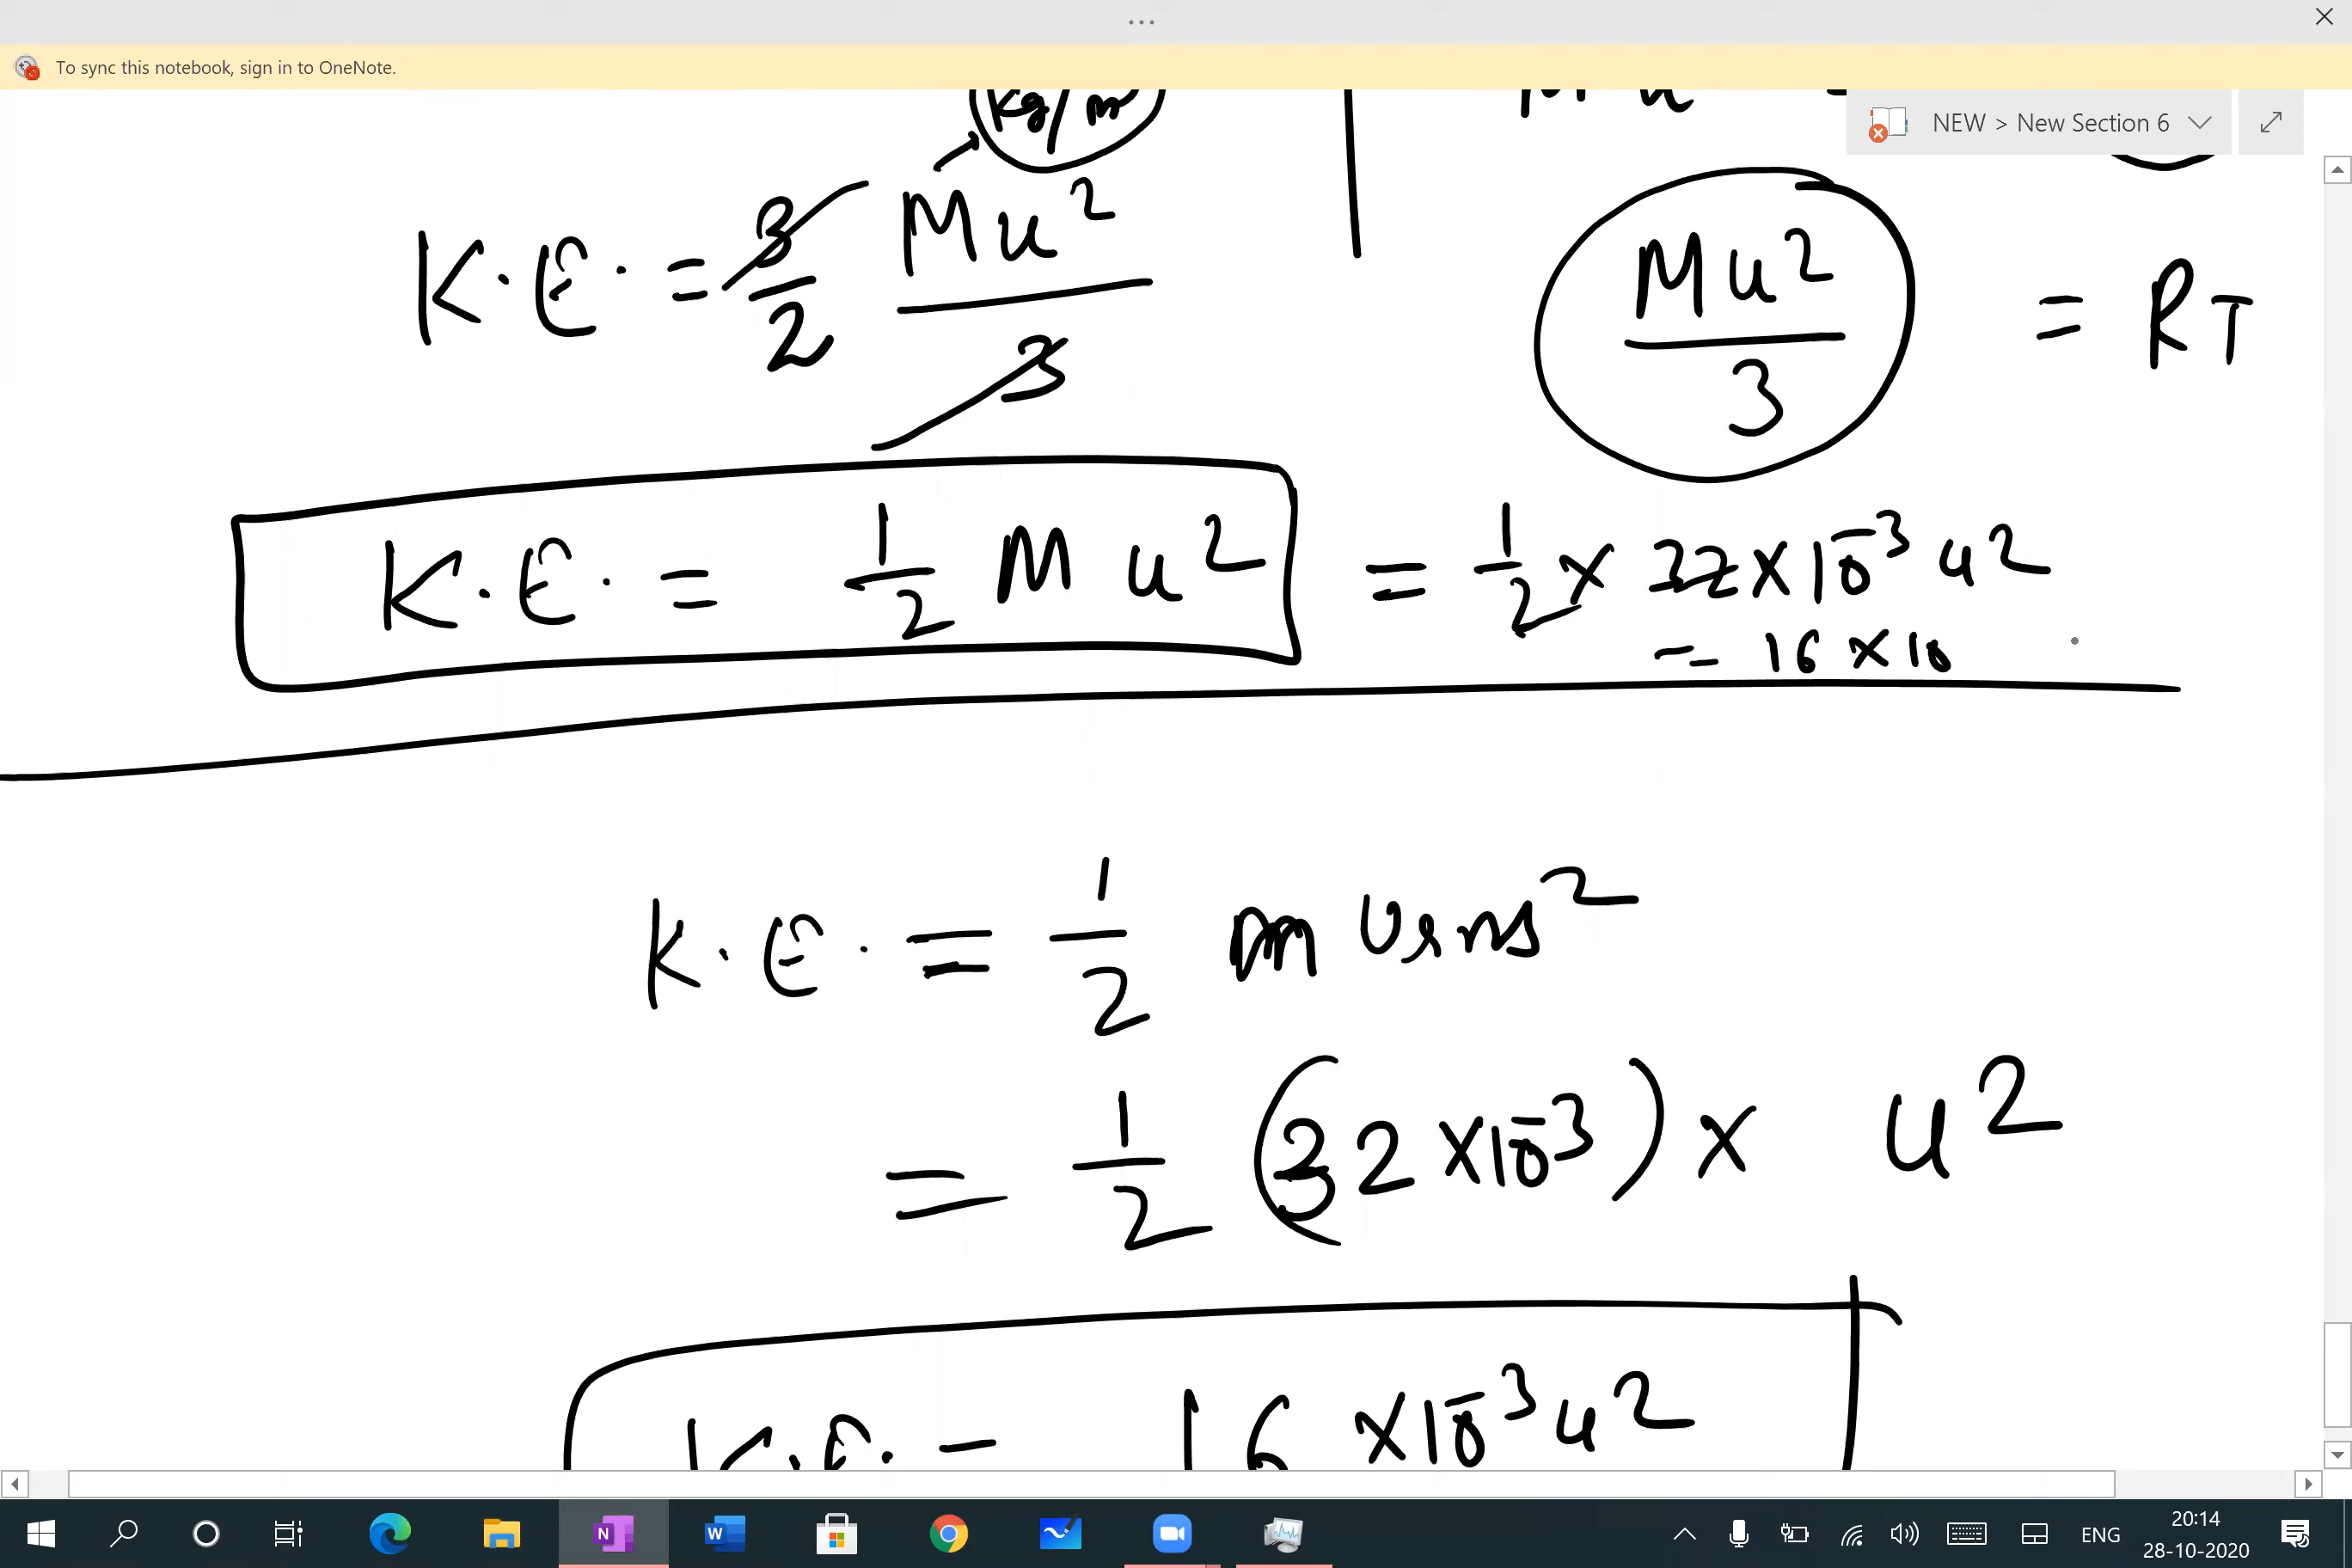 To sync this notebook, sign in to OneNote.
NEW > New Section 6
kg/m
K.E. = 3/2 Mu²/3
Mu²/3 = RT
K.E. = 1/2 M u² = 1/2 x 32 x 10⁻³ u²
= 16 x 10
K.E. = 1/2 m Urms²
= 1/2 (32 x 10⁻³) x u²
K.E. = 16 x 10⁻³ u²
ENG
20:14
28-10-2020